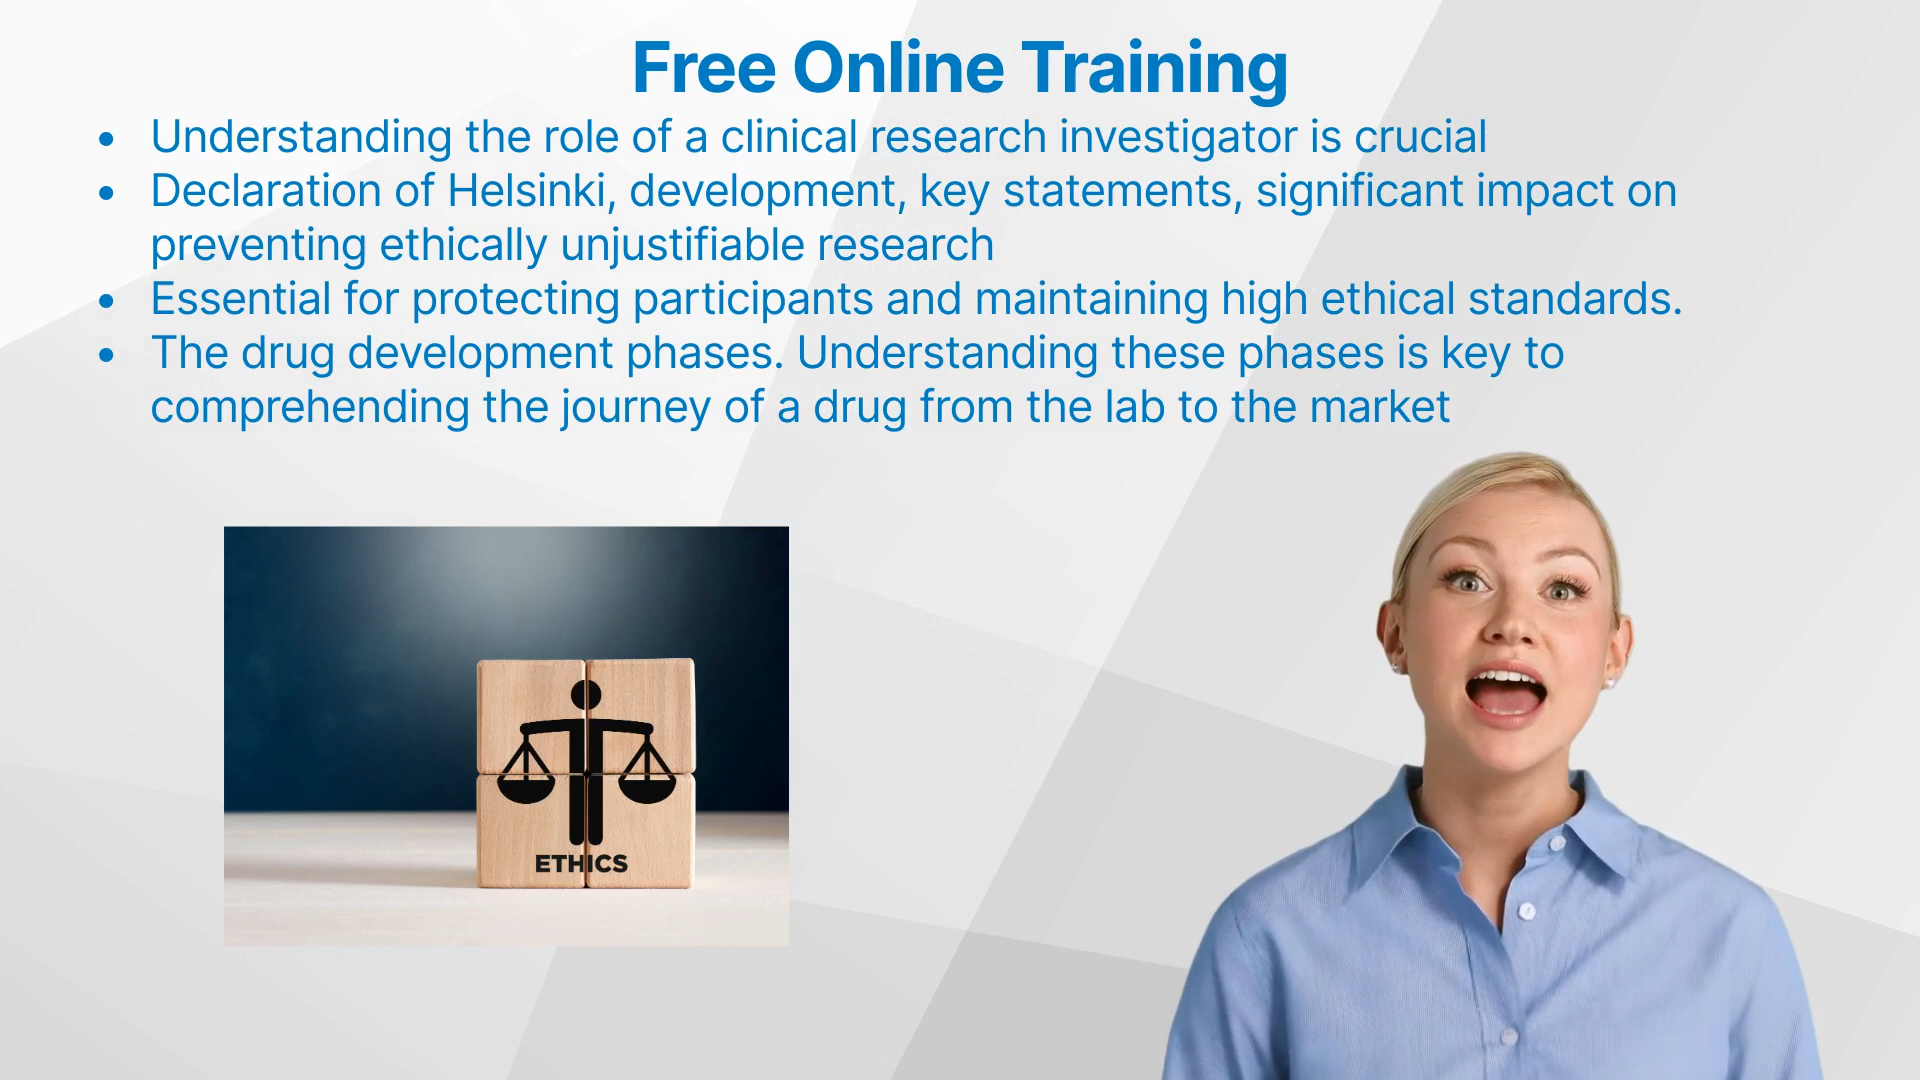 Free Online Training
• Understanding the role of a clinical research investigator is crucial
• Declaration of Helsinki, development, key statements, significant impact on
preventing ethically unjustifiable research
• Essential for protecting participants and maintaining high ethical standards.
• The drug development phases. Understanding these phases is key to
comprehending the journey of a drug from the lab to the market
ETHICS